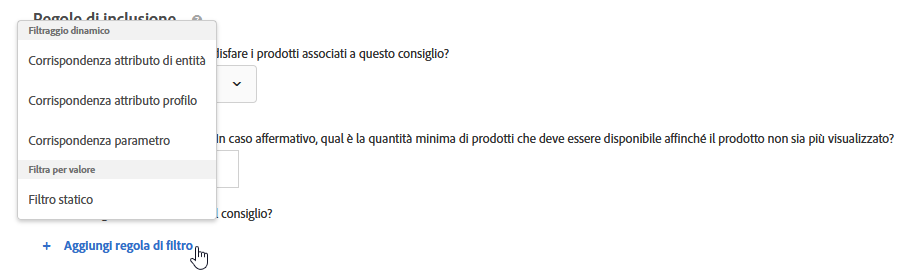 Regole di inclusione ?
Filtraggio dinamico
disfare i prodotti associati a questo consiglio?
Corrispondenza attributo di entità
Corrispondenza attributo profilo
Corrispondenza parametro
In caso affermativo, qual è la quantità minima di prodotti che deve essere disponibile affinché il prodotto non sia più visualizzato?
Filtra per valore
Filtro statico
l consiglio?
+ Aggiungi regola di filtro